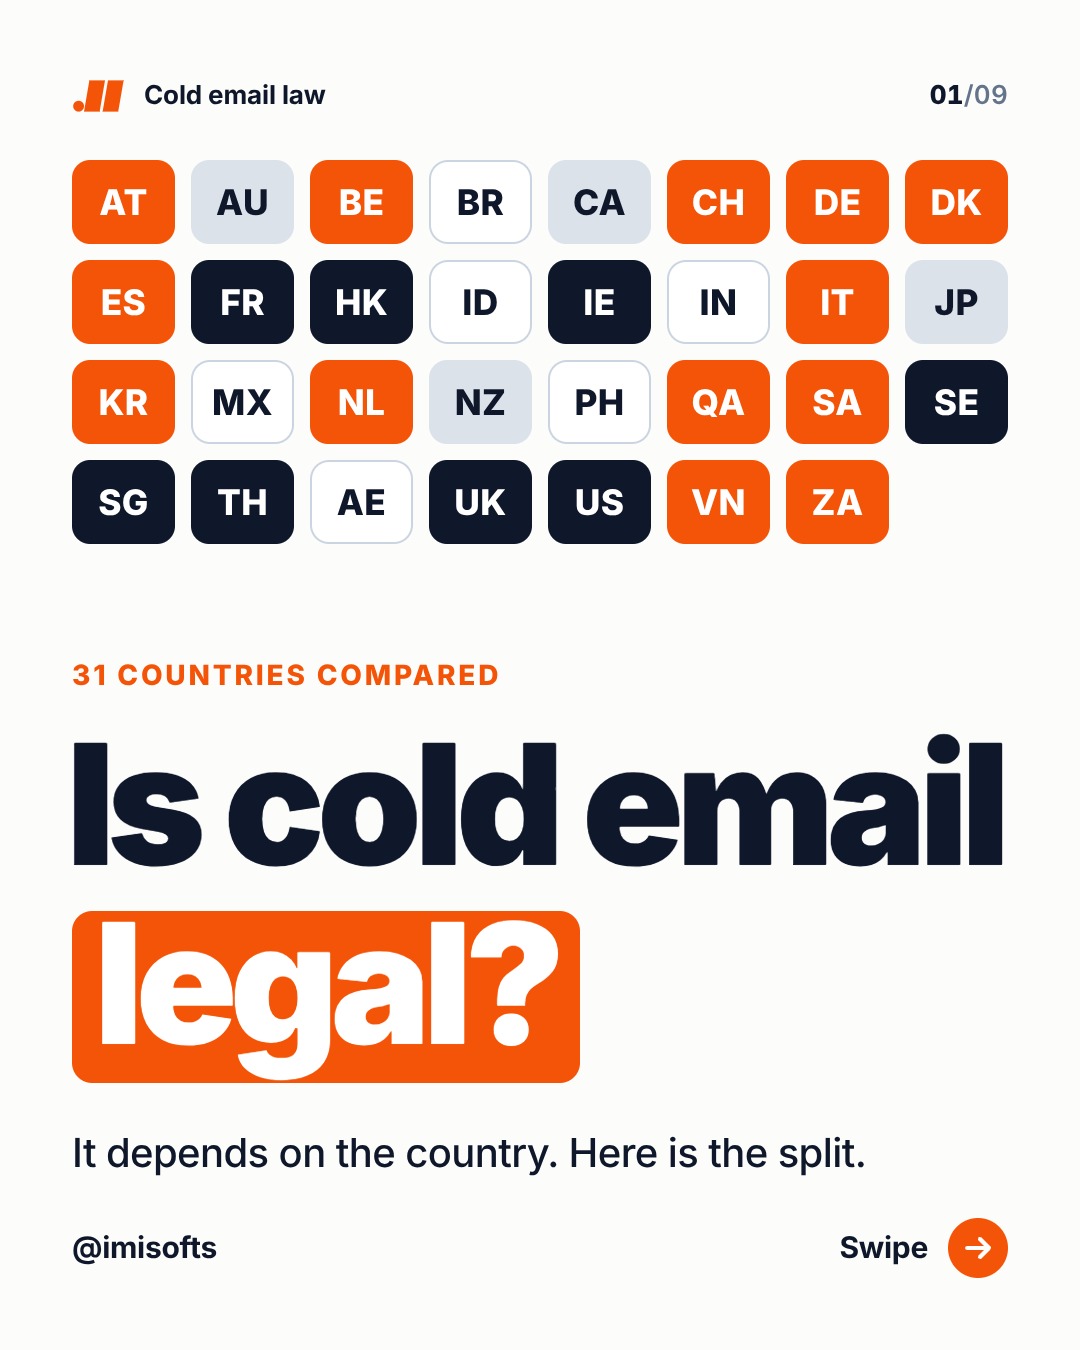 Cold email law
01/09
AT AU BE BR CA CH DE DK
ES FR HK ID IE IN IT JP
KR MX NL NZ PH QA SA SE
SG TH AE UK US VN ZA
31 COUNTRIES COMPARED
Is cold email
legal?
It depends on the country. Here is the split.
@imisofts
Swipe